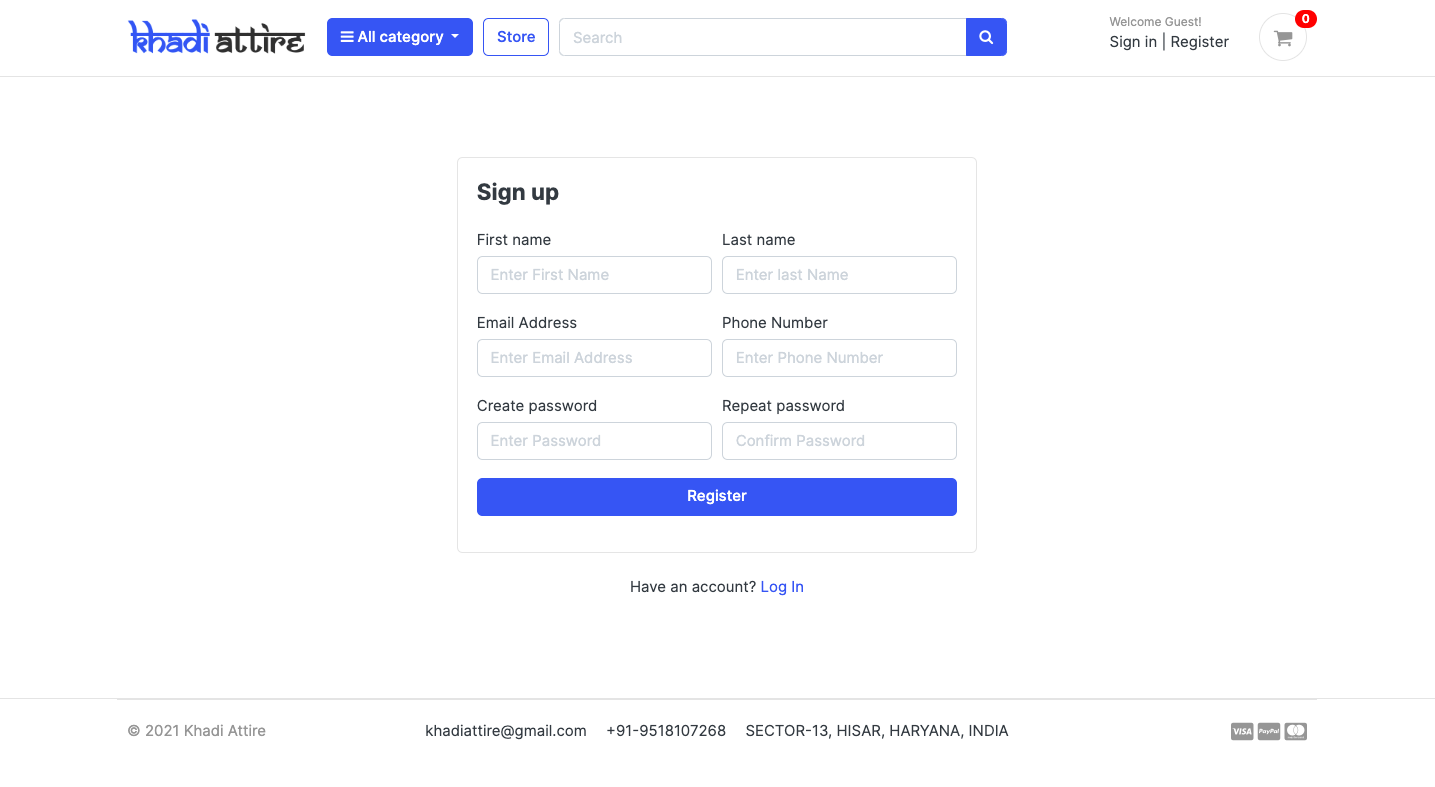 khadi attire
All category
Store
Search
Welcome Guest!
Sign in | Register
0
Sign up
First name
Last name
Enter First Name
Enter last Name
Email Address
Phone Number
Enter Email Address
Enter Phone Number
Create password
Repeat password
Enter Password
Confirm Password
Register
Have an account? Log In
© 2021 Khadi Attire
khadiattire@gmail.com
+91-9518107268
SECTOR-13, HISAR, HARYANA, INDIA
VISA
PayPal